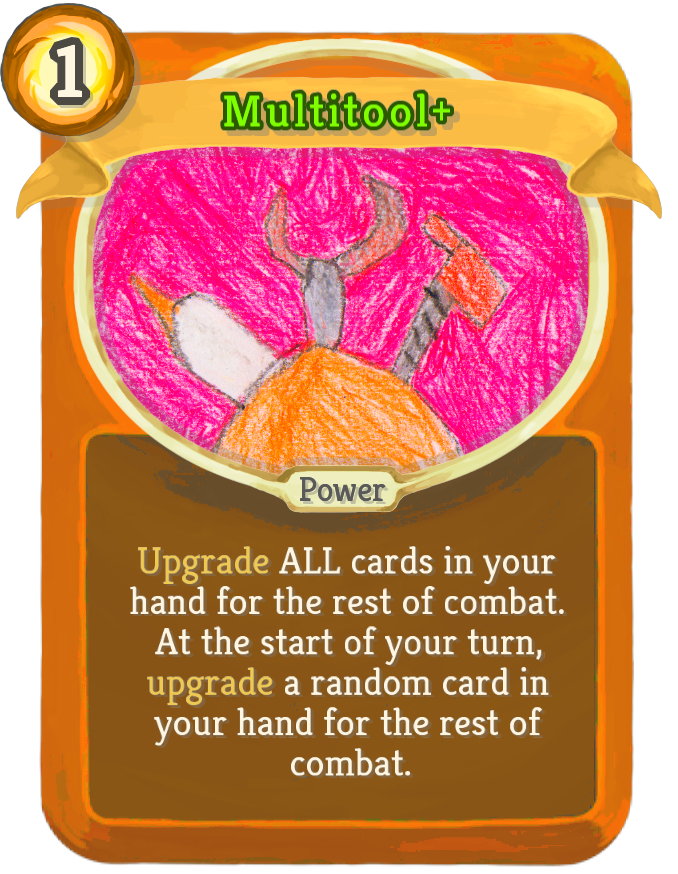 1
Multitool+
Power
Upgrade ALL cards in your
hand for the rest of combat.
At the start of your turn,
upgrade a random card in
your hand for the rest of
combat.